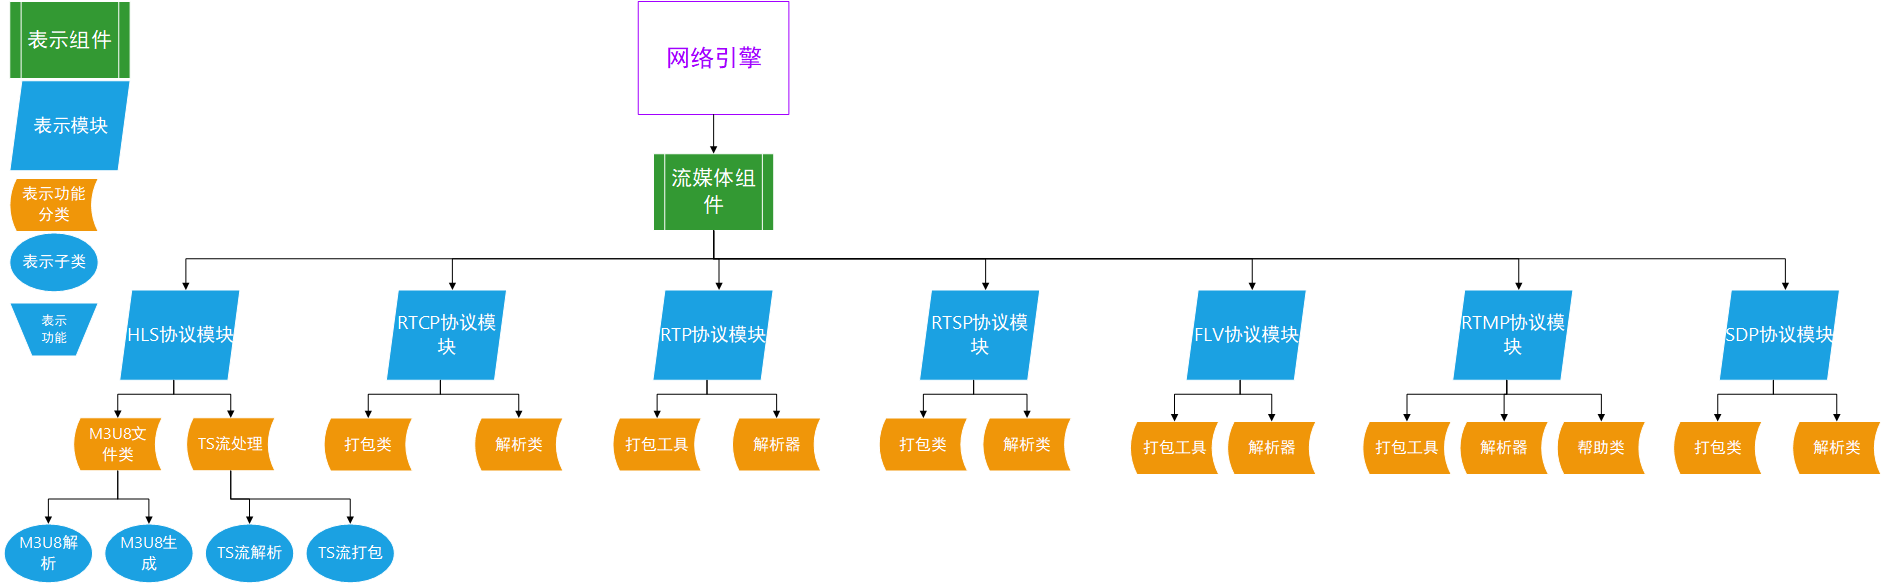 表示组件
表示模块
表示功能
分类
表示子类
表示
功能
网络引擎
流媒体组
件
HLS协议模块
RTCP协议模
块
RTP协议模块
RTSP协议模
块
FLV协议模块
RTMP协议模
块
SDP协议模块
M3U8文
件类
TS流处理
打包类
解析类
打包工具
解析器
打包类
解析类
打包工具
解析器
打包工具
解析器
帮助类
打包类
解析类
M3U8解
析
M3U8生
成
TS流解析
TS流打包